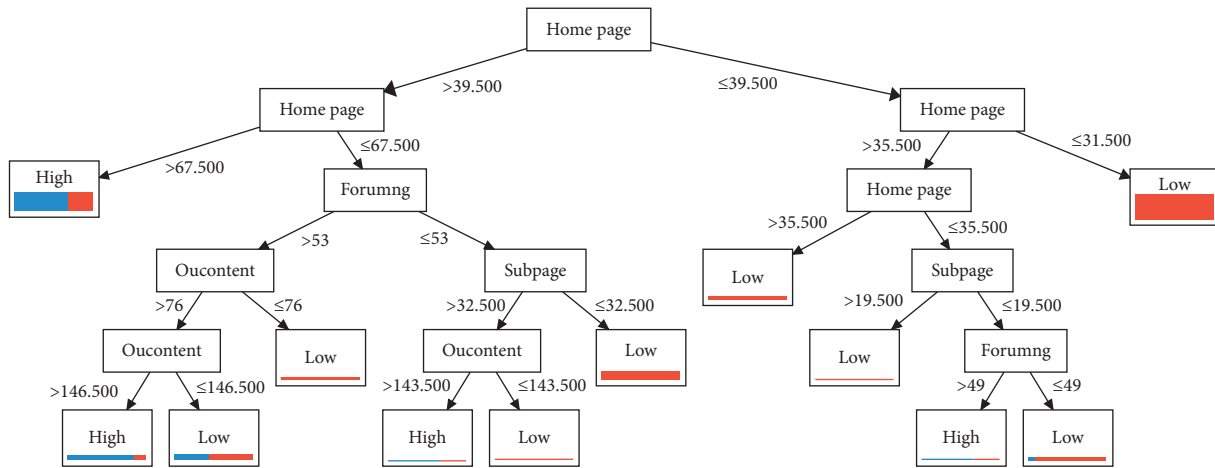 Home page
>39.500
≤39.500
Home page
Home page
>67.500
≤67.500
>35.500
≤31.500
High
Forumng
Home page
Low
>53
≤53
>35.500
≤35.500
Oucontent
Subpage
Low
Subpage
>76
≤76
>32.500
≤32.500
>19.500
≤19.500
Oucontent
Low
Oucontent
Low
Low
Forumng
>146.500
≤146.500
>143.500
≤143.500
>49
≤49
High
Low
High
Low
High
Low